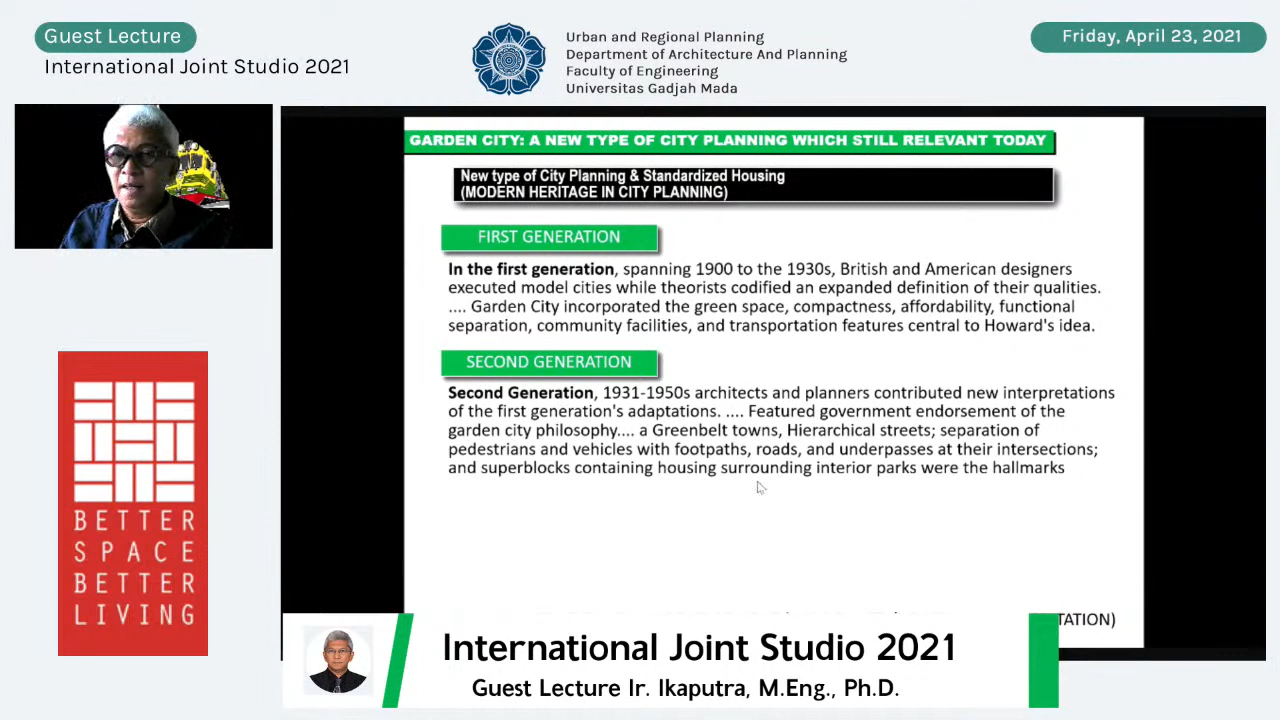 Guest Lecture
International Joint Studio 2021
Urban and Regional Planning
Department of Architecture And Planning
Faculty of Engineering
Universitas Gadjah Mada
Friday, April 23, 2021
GARDEN CITY: A NEW TYPE OF CITY PLANNING WHICH STILL RELEVANT TODAY
New type of City Planning & Standardized Housing
(MODERN HERITAGE IN CITY PLANNING)
FIRST GENERATION
In the first generation, spanning 1900 to the 1930s, British and American designers
executed model cities while theorists codified an expanded definition of their qualities.
.... Garden City incorporated the green space, compactness, affordability, functional
separation, community facilities, and transportation features central to Howard's idea.
SECOND GENERATION
Second Generation, 1931-1950s architects and planners contributed new interpretations
of the first generation's adaptations. .... Featured government endorsement of the
garden city philosophy.... a Greenbelt towns, Hierarchical streets; separation of
pedestrians and vehicles with footpaths, roads, and underpasses at their intersections;
and superblocks containing housing surrounding interior parks were the hallmarks
TATION)
BETTER
SPACE
BETTER
LIVING
International Joint Studio 2021
Guest Lecture Ir. Ikaputra, M.Eng., Ph.D.